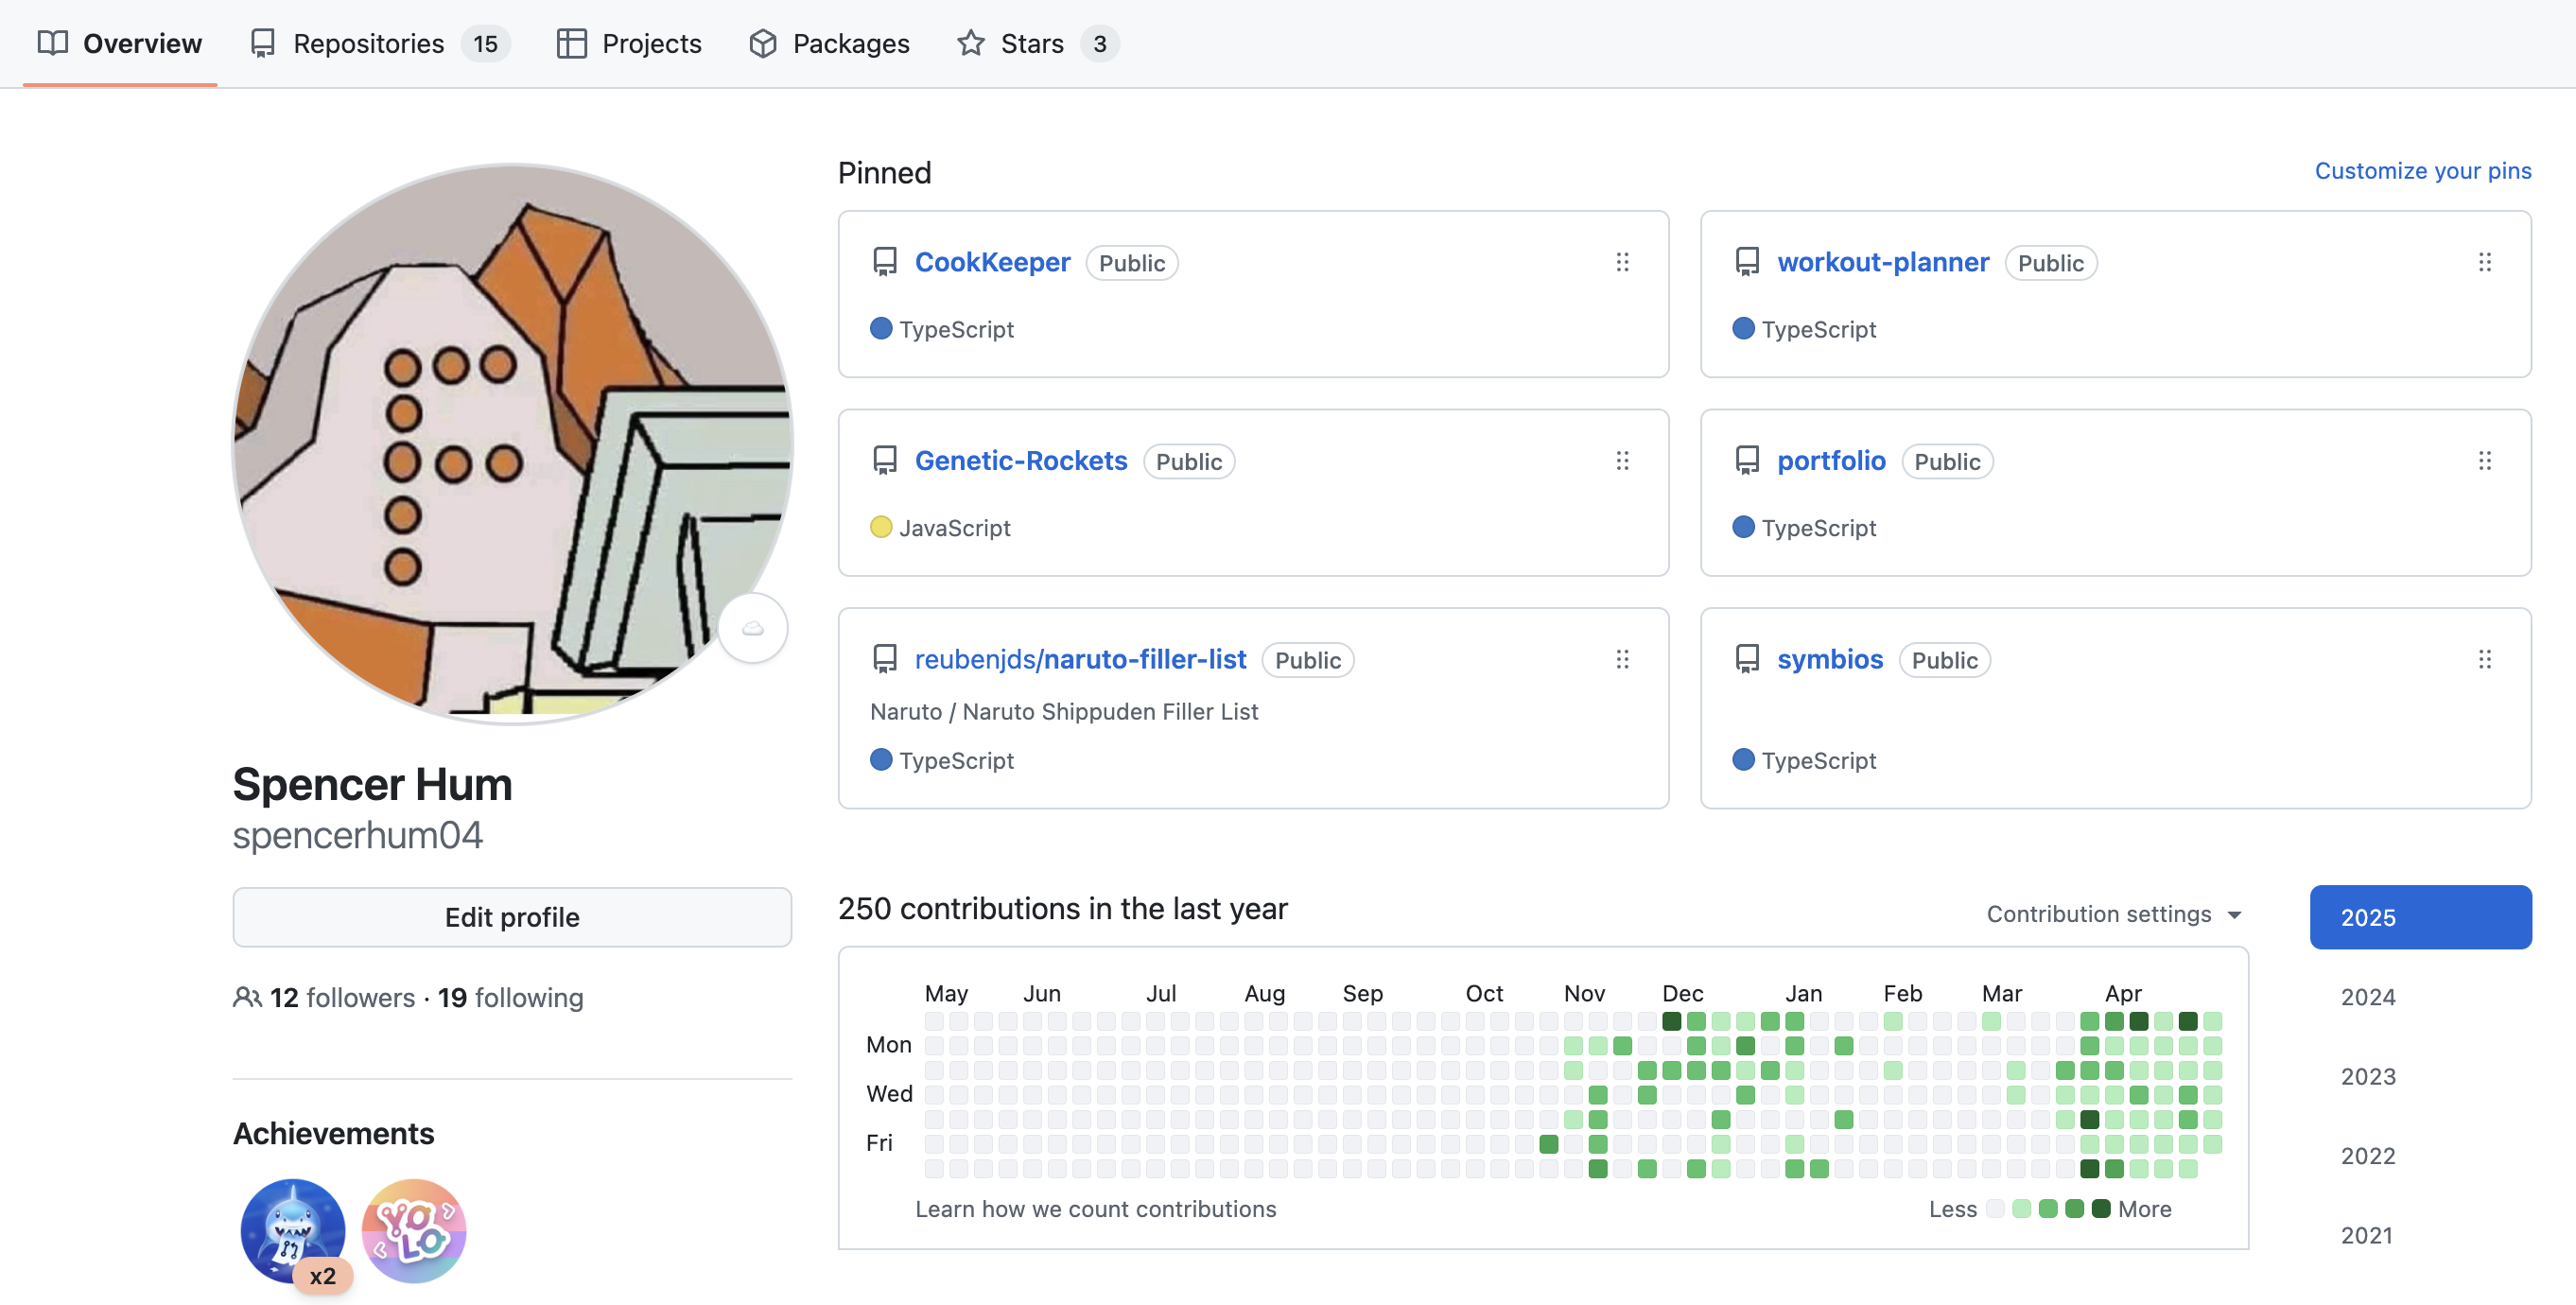 Overview Repositories 15 Projects Packages Stars 3
Pinned Customize your pins
CookKeeper Public
TypeScript
workout-planner Public
TypeScript
Genetic-Rockets Public
JavaScript
portfolio Public
TypeScript
reubenjds/naruto-filler-list Public
Naruto / Naruto Shippuden Filler List
TypeScript
symbios Public
TypeScript
Spencer Hum
spencerhum04
Edit profile
12 followers · 19 following
Achievements
x2
YOLO
250 contributions in the last year
Contribution settings
May Jun Jul Aug Sep Oct Nov Dec Jan Feb Mar Apr
Mon
Wed
Fri
Learn how we count contributions
Less More
2025
2024
2023
2022
2021